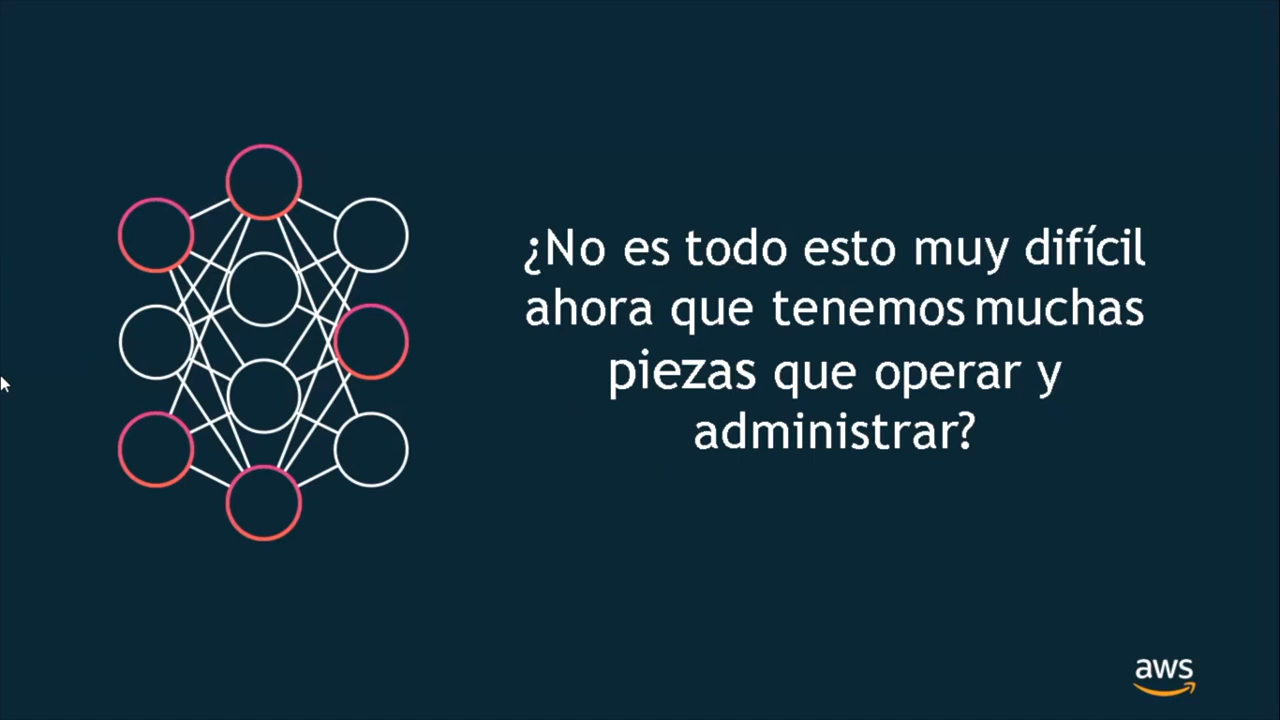 ¿No es todo esto muy difícil
ahora que tenemos muchas
piezas que operar y
administrar?
aws